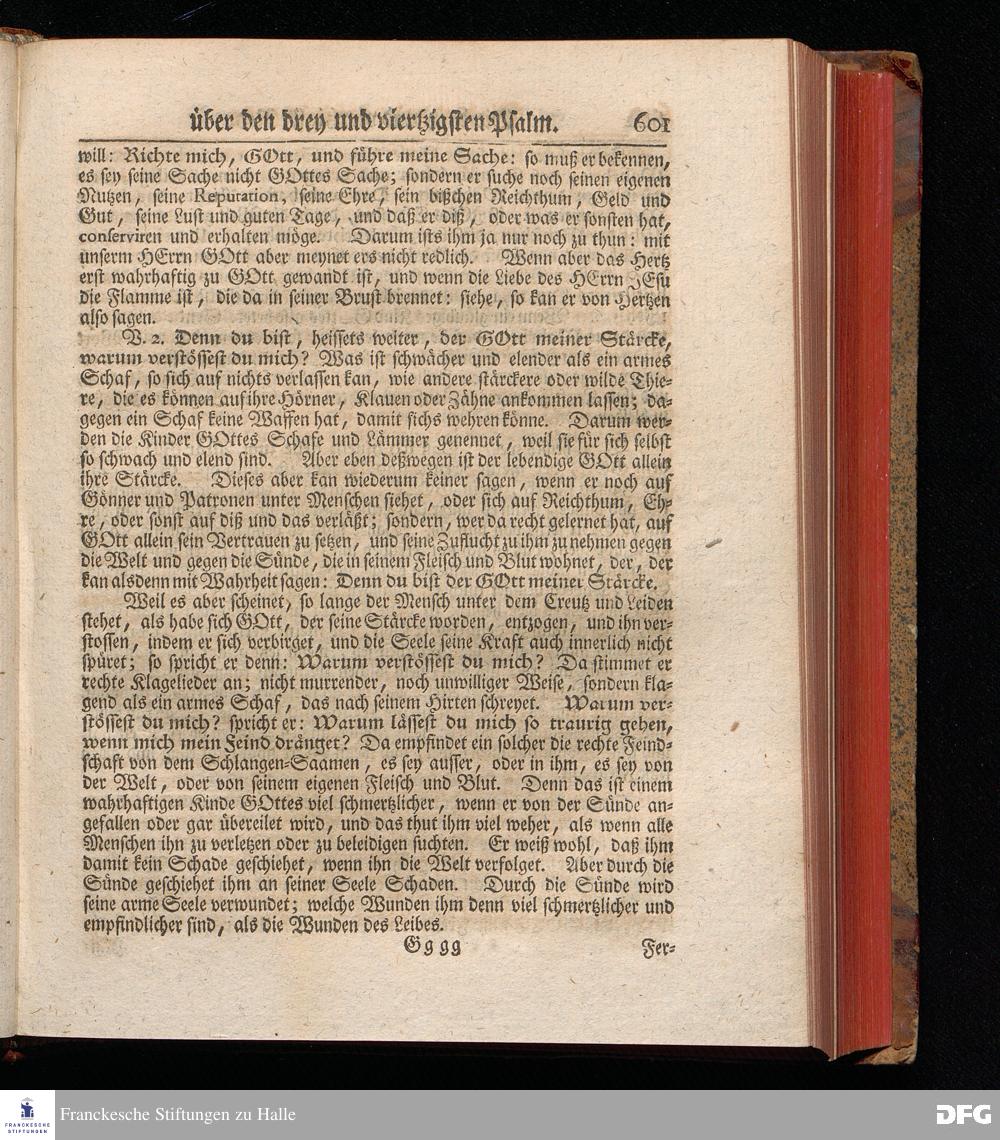 über den drey und viertzigsten Psalm. 601
will: Richte mich, GOtt, und führe meine Sache: so muß er bekennen,
es sey seine Sache nicht GOttes Sache; sondern er suche noch seinen eigenen
Nutzen, seine Reputation, seine Ehre, sein bißchen Reichthum, Geld und
Gut, seine Lust und guten Tage, und daß er diß, oder was er sonsten hat,
conserviren und erhalten möge. Darum ists ihm ja nur noch zu thun: mit
unserm HErrn GOtt aber meynet ers nicht redlich. Wenn aber das Hertz
erst wahrhaftig zu GOtt gewandt ist, und wenn die Liebe des HErrn JEsu
die Flamme ist, die da in seiner Brust brennet: siehe, so kan er von Hertzen
also sagen.
V. 2. Denn du bist, heissets weiter, der GOtt meiner Stärcke,
warum verstössest du mich? Was ist schwächer und elender als ein armes
Schaf, so sich auf nichts verlassen kan, wie andere stärckere oder wilde Thie-
re, die es können auf ihre Hörner, Klauen oder Zähne ankommen lassen; da-
gegen ein Schaf keine Waffen hat, damit sichs wehren könne. Darum wer-
den die Kinder GOttes Schafe und Lämmer genennet, weil sie für sich selbst
so schwach und elend sind. Aber eben deßwegen ist der lebendige GOtt allein
ihre Stärcke. Dieses aber kan wiederum keiner sagen, wenn er noch auf
Gönner und Patronen unter Menschen siehet, oder sich auf Reichthum, Eh-
re, oder sonst auf diß und das verläßt; sondern, wer da recht gelernet hat, auf
GOtt allein sein Vertrauen zu setzen, und seine Zuflucht zu ihm zu nehmen gegen
die Welt und gegen die Sünde, die in seinem Fleisch und Blut wohnet, der, der
kan alsdenn mit Wahrheit sagen: Denn du bist der GOtt meiner Stärcke.
Weil es aber scheinet, so lange der Mensch unter dem Creutz und Leiden
stehet, als habe sich GOtt, der seine Stärcke worden, entzogen, und ihn ver-
stossen, indem er sich verbirget, und die Seele seine Kraft auch innerlich nicht
spüret; so spricht er denn: Warum verstössest du mich? Da stimmet er
rechte Klagelieder an; nicht murrender, noch unwilliger Weise, sondern kla-
gend als ein armes Schaf, das nach seinem Hirten schreyet. Warum ver-
stössest du mich? spricht er: Warum lässest du mich so traurig gehen,
wenn mich mein Feind dränget? Da empfindet ein solcher die rechte Feind-
schaft von dem Schlangen-Saamen, es sey ausser, oder in ihm, es sey von
der Welt, oder von seinem eigenen Fleisch und Blut. Denn das ist einem
wahrhaftigen Kinde GOttes viel schmertzlicher, wenn er von der Sünde an-
gefallen oder gar übereilet wird, und das thut ihm viel weher, als wenn alle
Menschen ihn zu verletzen oder zu beleidigen suchten. Er weiß wohl, daß ihm
damit kein Schade geschiehet, wenn ihn die Welt verfolget. Aber durch die
Sünde geschiehet ihm an seiner Seele Schaden. Durch die Sünde wird
seine arme Seele verwundet; welche Wunden ihm denn viel schmertzlicher und
empfindlicher sind, als die Wunden des Leibes.
Gg gg Fer-
FRANCKESCHE
STIFTUNGEN
Franckesche Stiftungen zu Halle
DFG